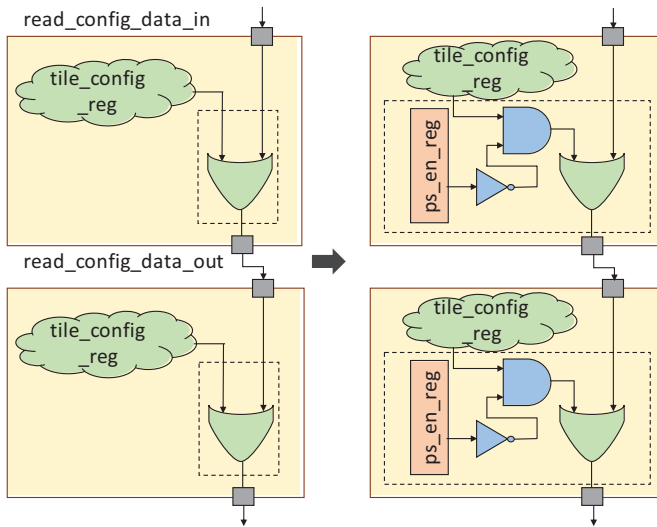 read_config_data_in
tile_config
_reg
tile_config
_reg
ps_en_reg
read_config_data_out
tile_config
_reg
tile_config
_reg
ps_en_reg